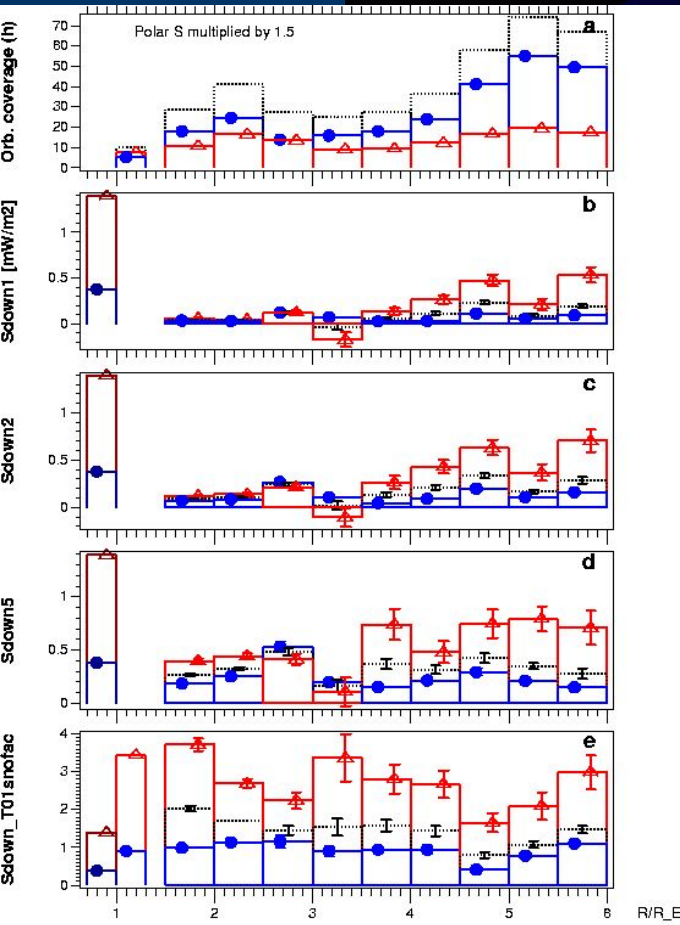 Polar S multiplied by 1.5
a
Orb. coverage (h)
70
60
50
40
30
20
10
0
b
Sdown1 [mW/m2]
1
0.5
0
c
Sdown2
1
0.5
0
d
Sdown5
1
0.5
0
e
Sdown_T01snofac
4
3
2
1
0
1 2 3 4 5 6 R/R_E